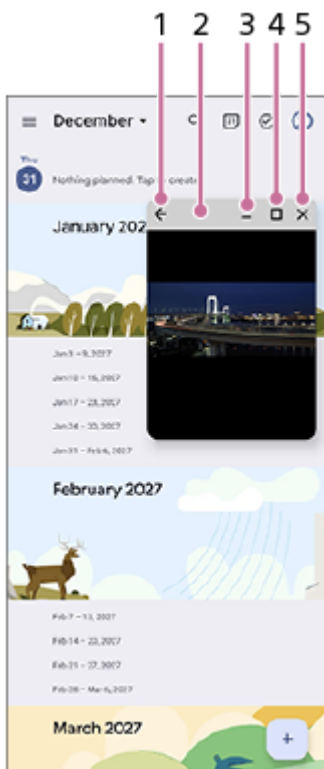 1 2 3 4 5
December
Thu
31
Nothing planned. Tap to create
January 202
Jan 3 – 9, 2027
Jan 10 – 16, 2027
Jan 17 – 23, 2027
Jan 24 – 30, 2027
Jan 31 – Feb 6, 2027
February 2027
Feb 7 – 13, 2027
Feb 14 – 20, 2027
Feb 21 – 27, 2027
Feb 28 – Mar 6, 2027
March 2027